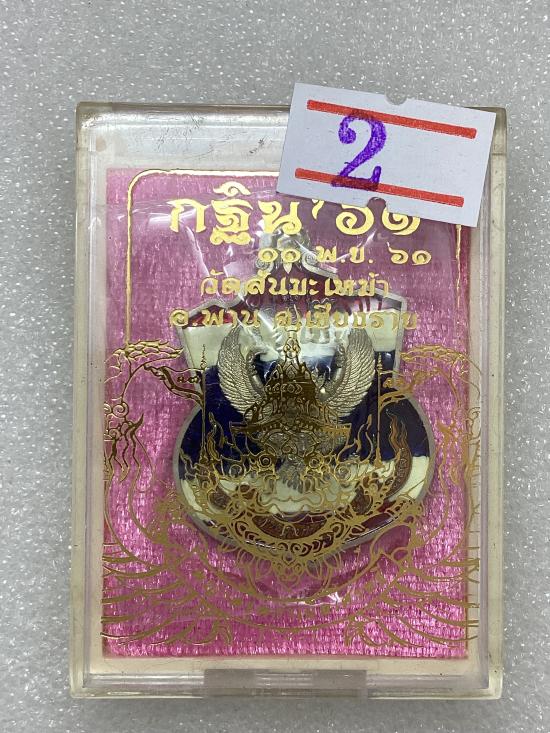 2
กฐิน'๖๑
๑๑ พ.ย. ๖๑
วัดสันมะเหม้า
อ.พาน จ.เชียงราย